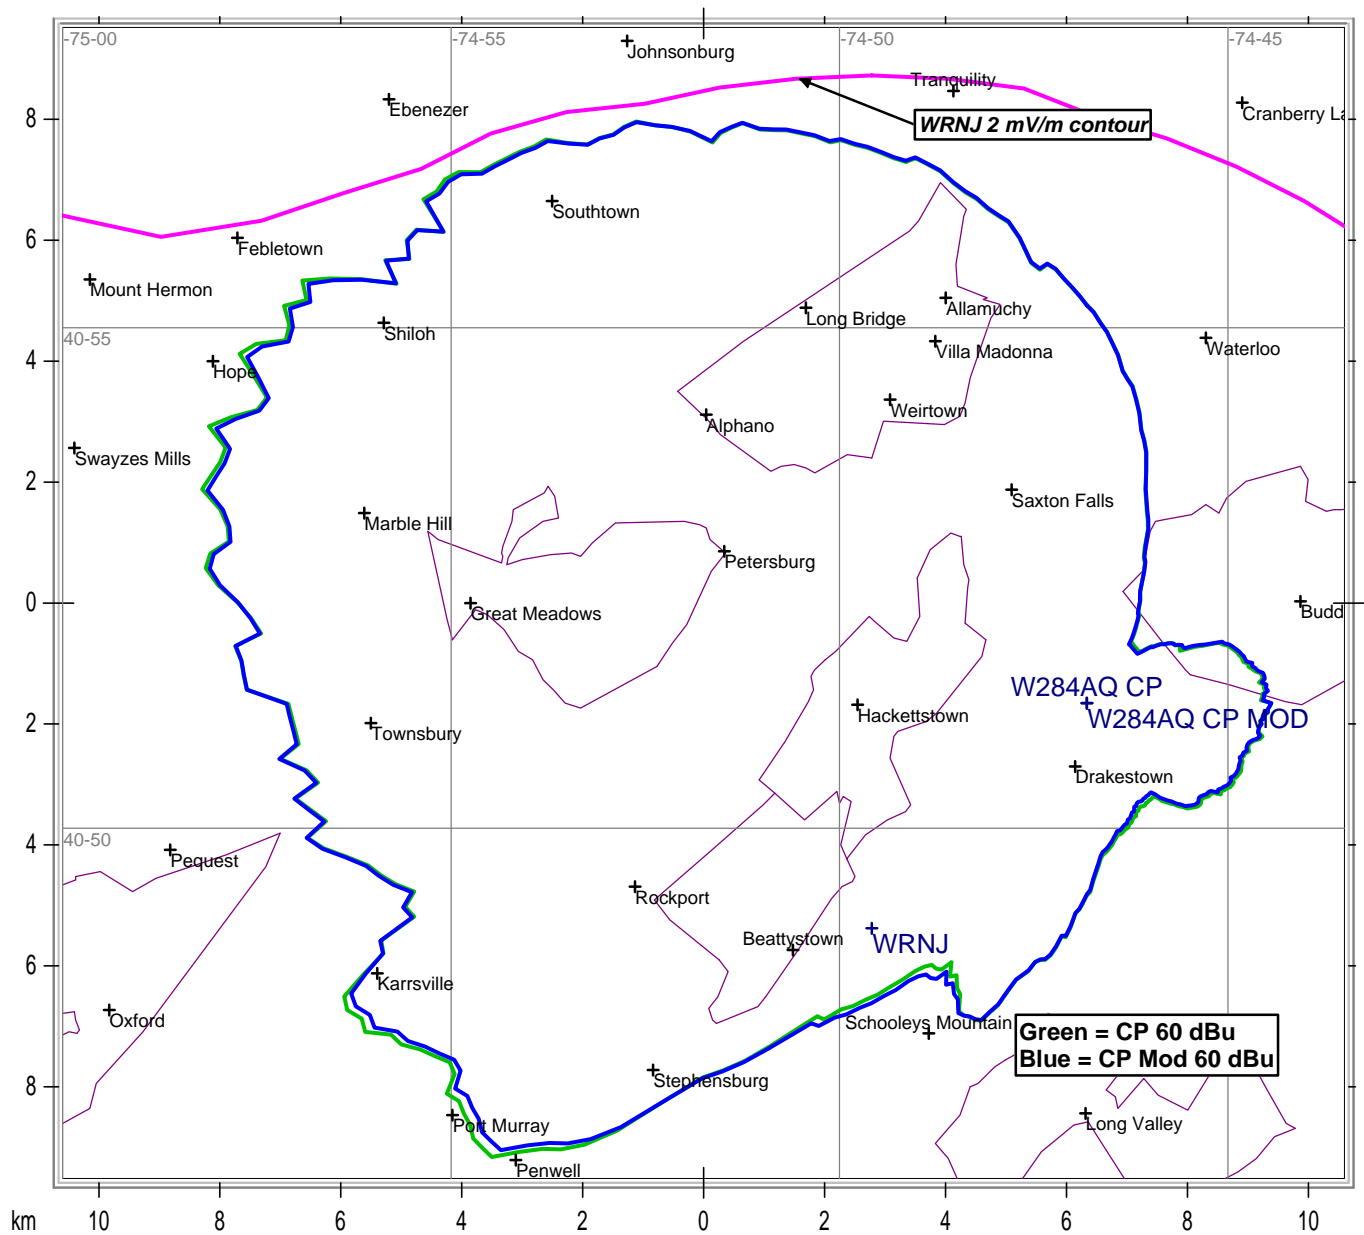 -75-00
-74-55
-74-50
-74-45
Johnsonburg
Tranquility
Ebenezer
Cranberry La
8
WRNJ 2 mV/m contour
Southtown
6
Febletown
Mount Hermon
Allamuchy
Long Bridge
40-55
Shiloh
Villa Madonna
Waterloo
4
Hope
Weirtown
Alphano
Swayzes Mills
2
Saxton Falls
Marble Hill
Petersburg
0
Great Meadows
Budd
W284AQ CP
Hackettstown
W284AQ CP MOD
2
Townsbury
Drakestown
40-50
4
Pequest
Rockport
Beattystown
WRNJ
6
Karrsville
Oxford
Schooleys Mountain
Green = CP 60 dBu
Blue = CP Mod 60 dBu
Stephensburg
8
Port Murray
Long Valley
Penwell
km 10 8 6 4 2 0 2 4 6 8 10